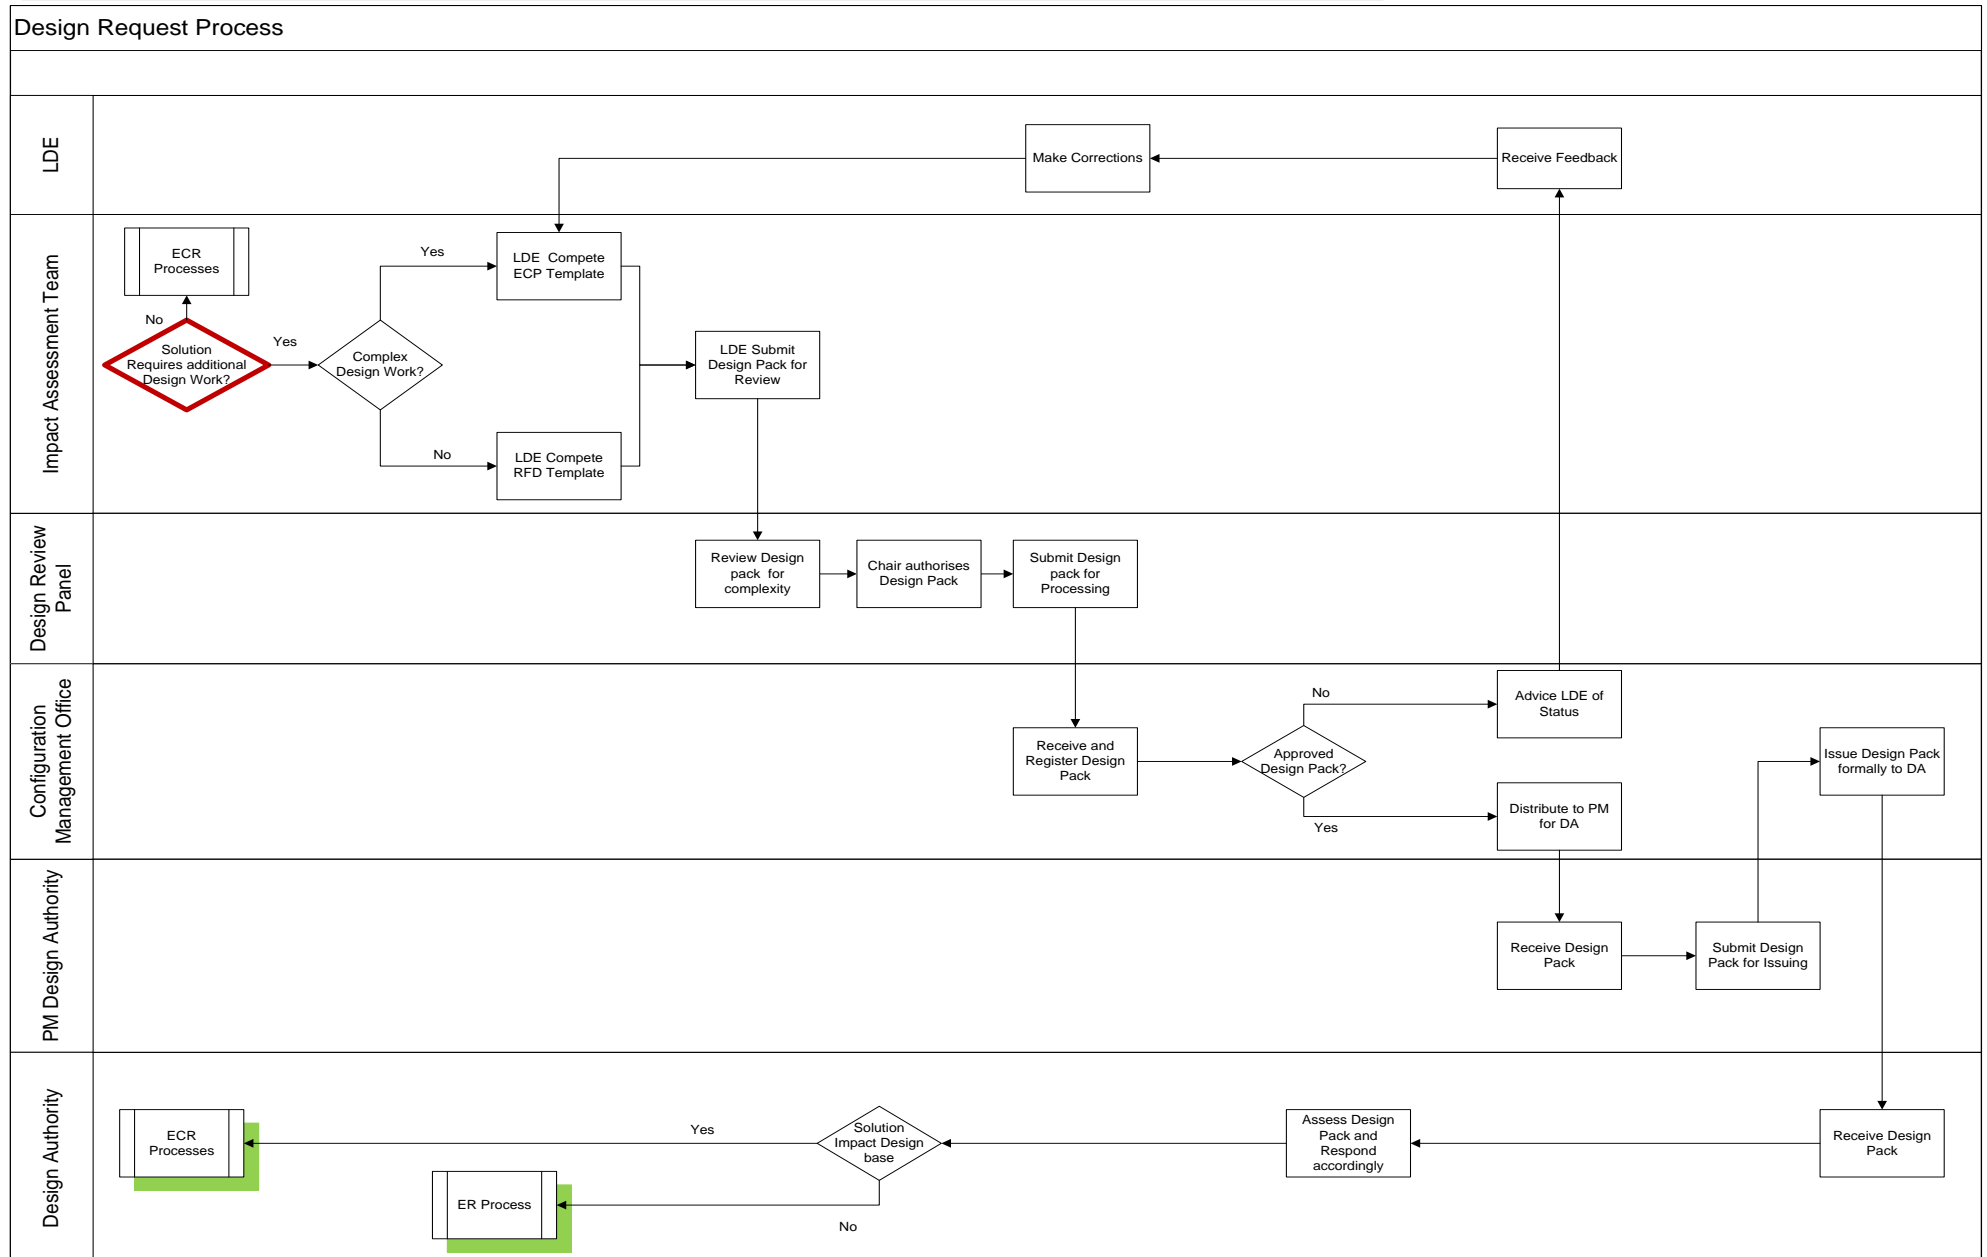 Design Request Process
LDE
Make Corrections
Receive Feedback
Impact Assessment Team
ECR
Processes
No
Solution
Requires additional
Design Work?
Yes
Complex
Design Work?
Yes
LDE  Compete
ECP Template
No
LDE Compete
RFD Template
LDE Submit
Design Pack for
Review
Design Review
Panel
Review Design
pack  for
complexity
Chair authorises
Design Pack
Submit Design
pack for
Processing
Configuration
Management Office
Receive and
Register Design
Pack
Approved
Design Pack?
No
Advice LDE of
Status
Yes
Distribute to PM
for DA
Issue Design Pack
formally to DA
PM Design Authority
Receive Design
Pack
Submit Design
Pack for Issuing
Design Authority
ECR
Processes
Yes
ER Process
No
Solution
Impact Design
base
Assess Design
Pack and
Respond
accordingly
Receive Design
Pack